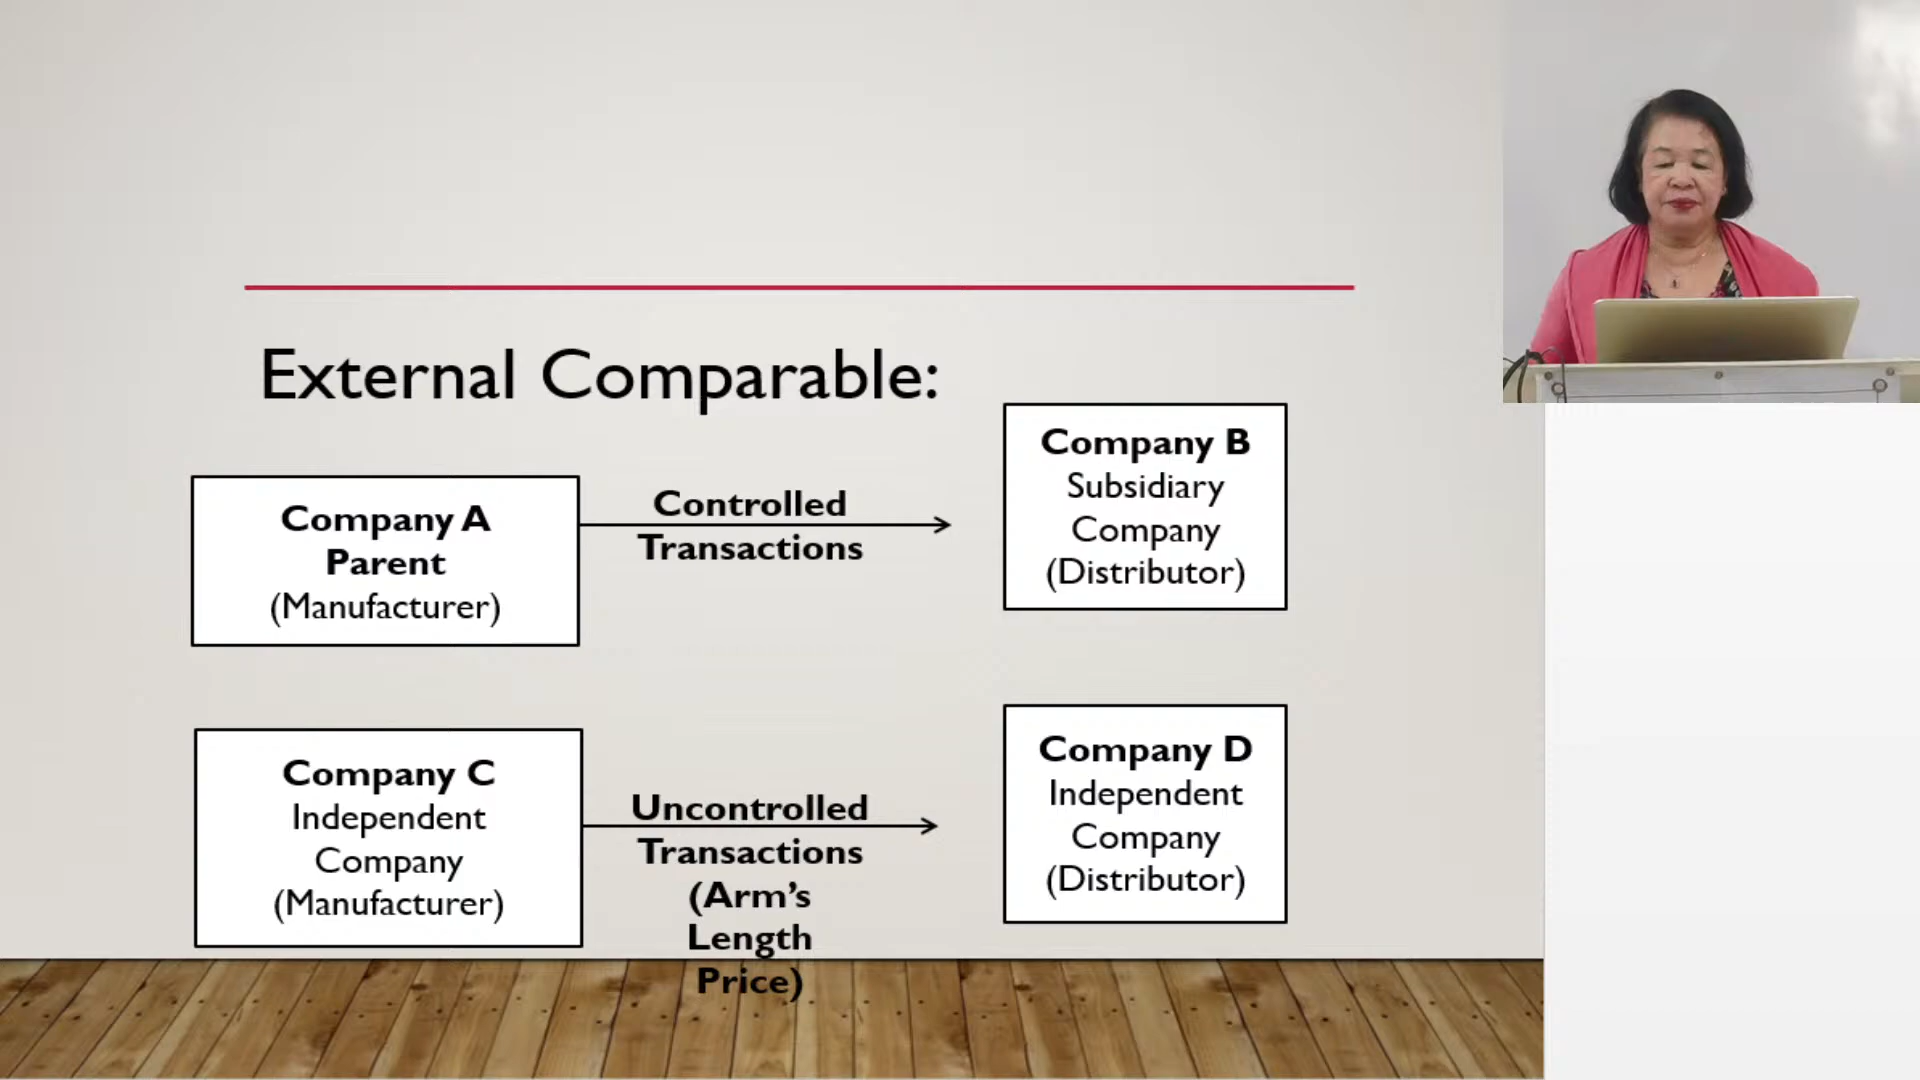 External Comparable:
Company A
Parent
(Manufacturer)
Controlled
Transactions
Company B
Subsidiary
Company
(Distributor)
Company C
Independent
Company
(Manufacturer)
Uncontrolled
Transactions
(Arm's
Length
Price)
Company D
Independent
Company
(Distributor)